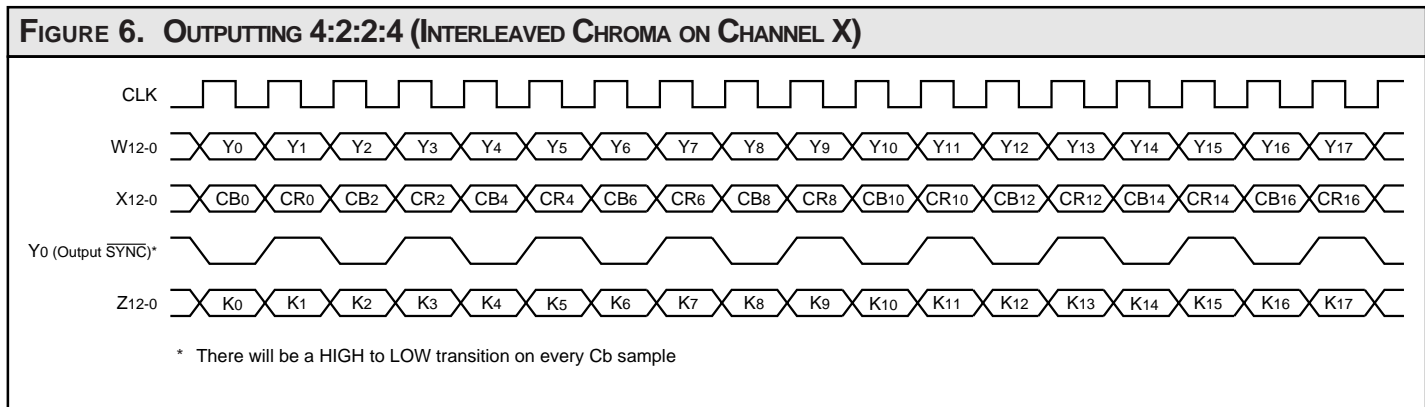 FIGURE 6. OUTPUTTING 4:2:2:4 (INTERLEAVED CHROMA ON CHANNEL X)
CLK
W12-0 Y0 Y1 Y2 Y3 Y4 Y5 Y6 Y7 Y8 Y9 Y10 Y11 Y12 Y13 Y14 Y15 Y16 Y17
X12-0 CB0 CR0 CB2 CR2 CB4 CR4 CB6 CR6 CB8 CR8 CB10 CR10 CB12 CR12 CB14 CR14 CB16 CR16
Y0 (Output S̅Y̅N̅C̅)*
Z12-0 K0 K1 K2 K3 K4 K5 K6 K7 K8 K9 K10 K11 K12 K13 K14 K15 K16 K17
* There will be a HIGH to LOW transition on every Cb sample